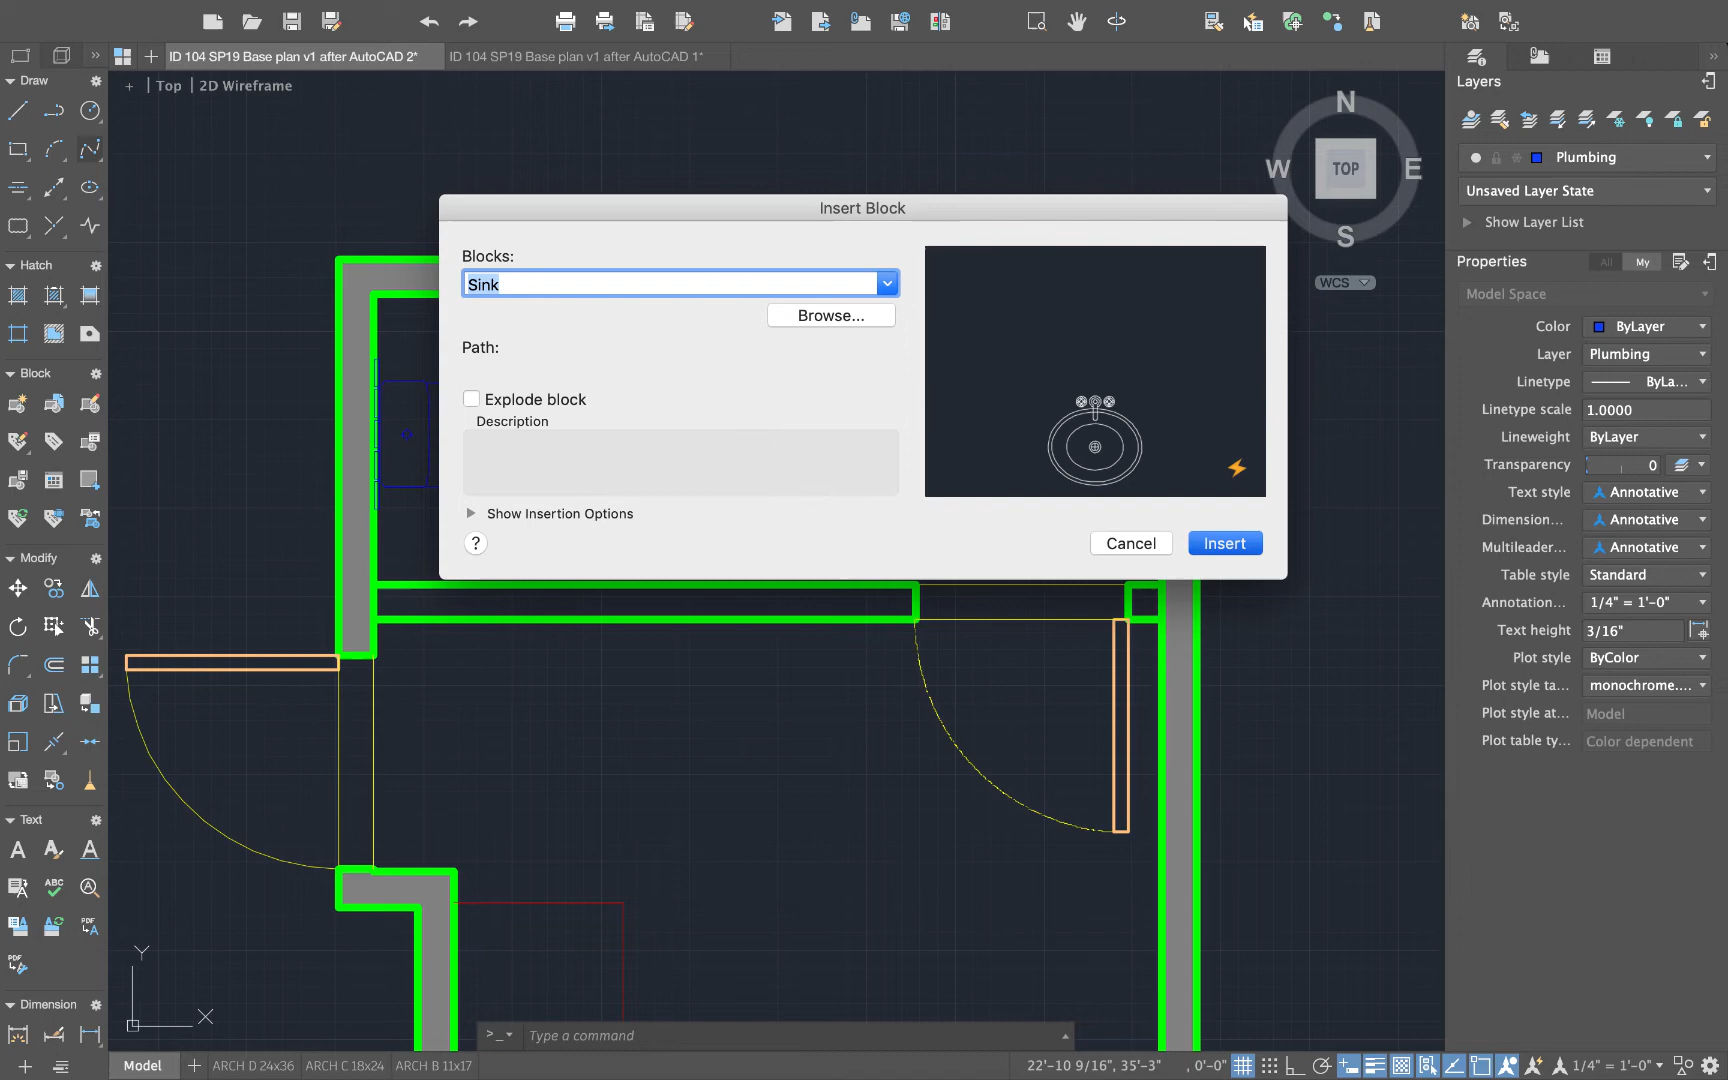 ID 104 SP19 Base plan v1 after AutoCAD 2*
ID 104 SP19 Base plan v1 after AutoCAD 1*
Draw
Hatch
Block
Modify
Text
ABC
PDF
PDF
Dimension
+ | Top | 2D Wireframe
N
W
TOP
E
S
WCS
Insert Block
Blocks:
Sink
Browse...
Path:
Explode block
Description
Show Insertion Options
?
Cancel
Insert
Y
X
>_
Type a command
Model
ARCH D 24x36
ARCH C 18x24
ARCH B 11x17
22'-10 9/16", 35'-3" , 0'-0"
1/4" = 1'-0"
Layers
Plumbing
Unsaved Layer State
Show Layer List
Properties
All
My
Model Space
Color ByLayer
Layer Plumbing
Linetype ByLa...
Linetype scale 1.0000
Lineweight ByLayer
Transparency 0
Text style Annotative
Dimension... Annotative
Multileader... Annotative
Table style Standard
Annotation... 1/4" = 1'-0"
Text height 3/16"
Plot style ByColor
Plot style ta... monochrome....
Plot style at... Model
Plot table ty... Color dependent